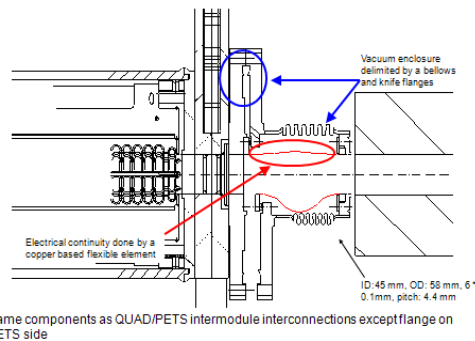 Vacuum enclosure
delimited by a bellows
and knife flanges
Electrical continuity done by a
copper based flexible element
ID:45 mm, OD: 58 mm, 6 *
0.1mm, pitch: 4.4 mm
ame components as QUAD/PETS intermodule interconnections except flange on
ETS side